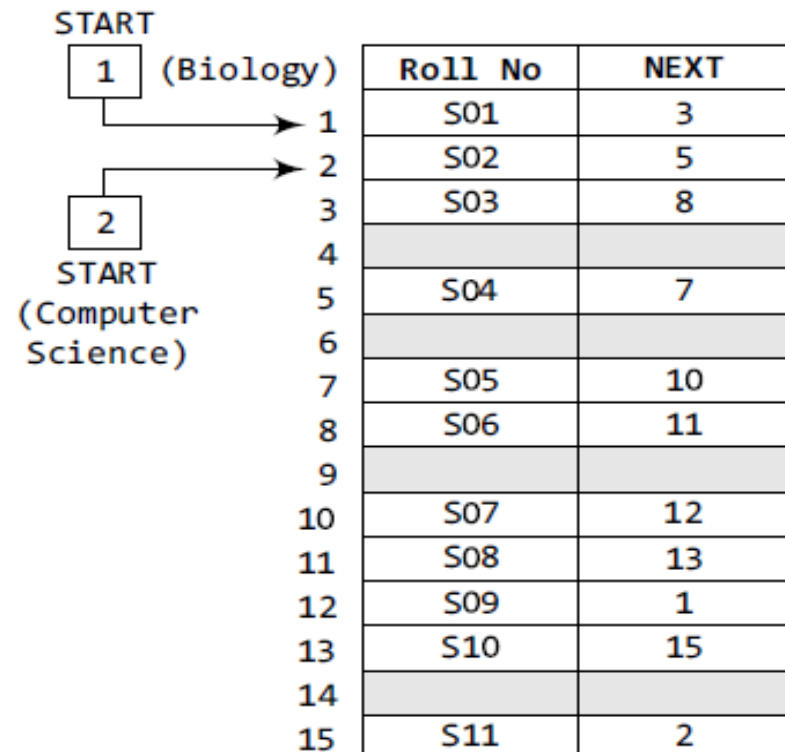 START
1 (Biology)
Roll No NEXT
1 S01 3
2 S02 5
3 S03 8
4
5 S04 7
6
7 S05 10
8 S06 11
9
10 S07 12
11 S08 13
12 S09 1
13 S10 15
14
15 S11 2
2
START
(Computer
Science)